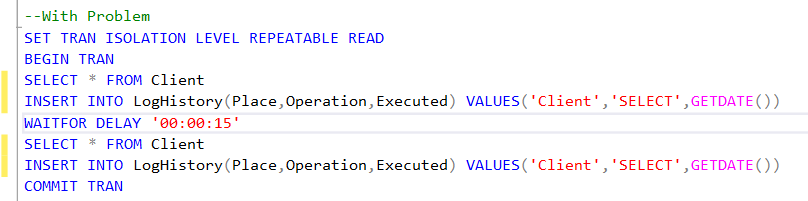 --With Problem
SET TRAN ISOLATION LEVEL REPEATABLE READ
BEGIN TRAN
SELECT * FROM Client
INSERT INTO LogHistory(Place,Operation,Executed) VALUES('Client','SELECT',GETDATE())
WAITFOR DELAY '00:00:15'
SELECT * FROM Client
INSERT INTO LogHistory(Place,Operation,Executed) VALUES('Client','SELECT',GETDATE())
COMMIT TRAN